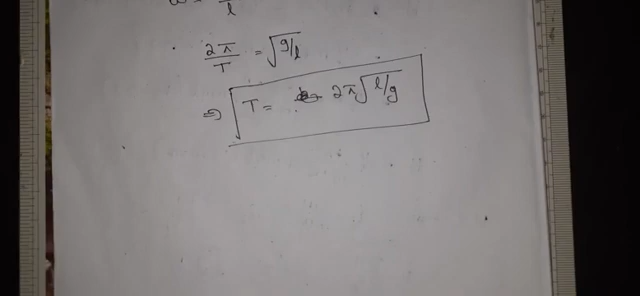 l
2π/T = √g/l
⇒ T = 2π√l/g